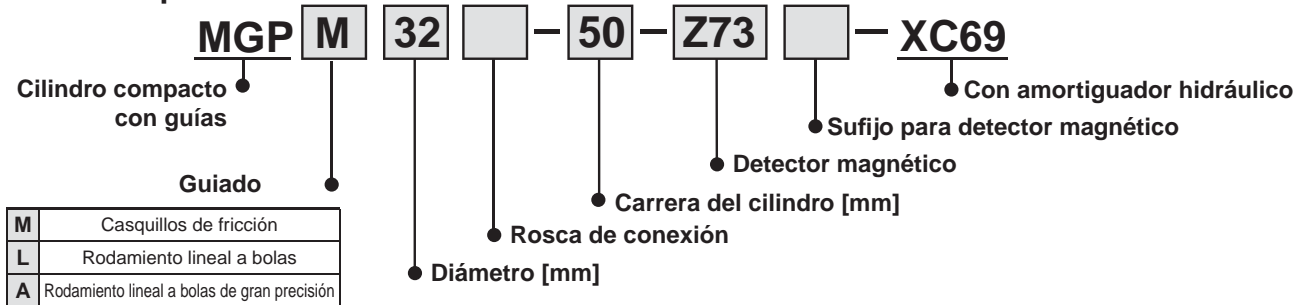 MGP M 32 – 50 – Z73 – XC69
Cilindro compacto
con guías
Con amortiguador hidráulico
Sufijo para detector magnético
Detector magnético
Guiado
Carrera del cilindro [mm]
Rosca de conexión
Diámetro [mm]
M Casquillos de fricción
L Rodamiento lineal a bolas
A Rodamiento lineal a bolas de gran precisión